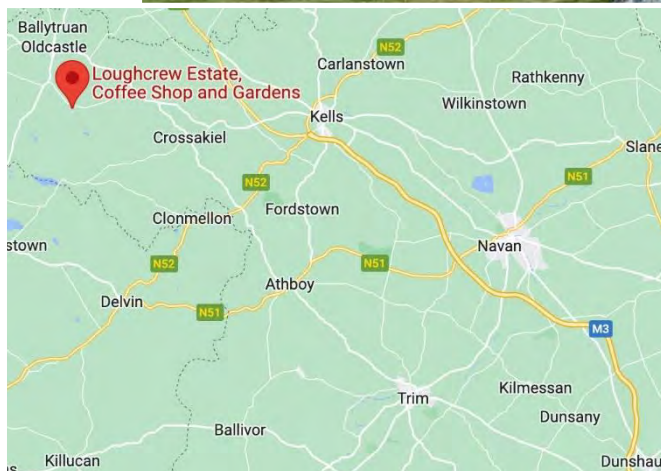 Ballytruan
Oldcastle
Loughcrew Estate,
Coffee Shop and Gardens
N52
Carlanstown
Rathkenny
Wilkinstown
Kells
Crossakiel
Slane
N51
N52
Fordstown
Clonmellon
Navan
stown
N52
N51
Athboy
Delvin
N51
M3
Trim
Kilmessan
Dunsany
Ballivor
Killucan
Dunshau